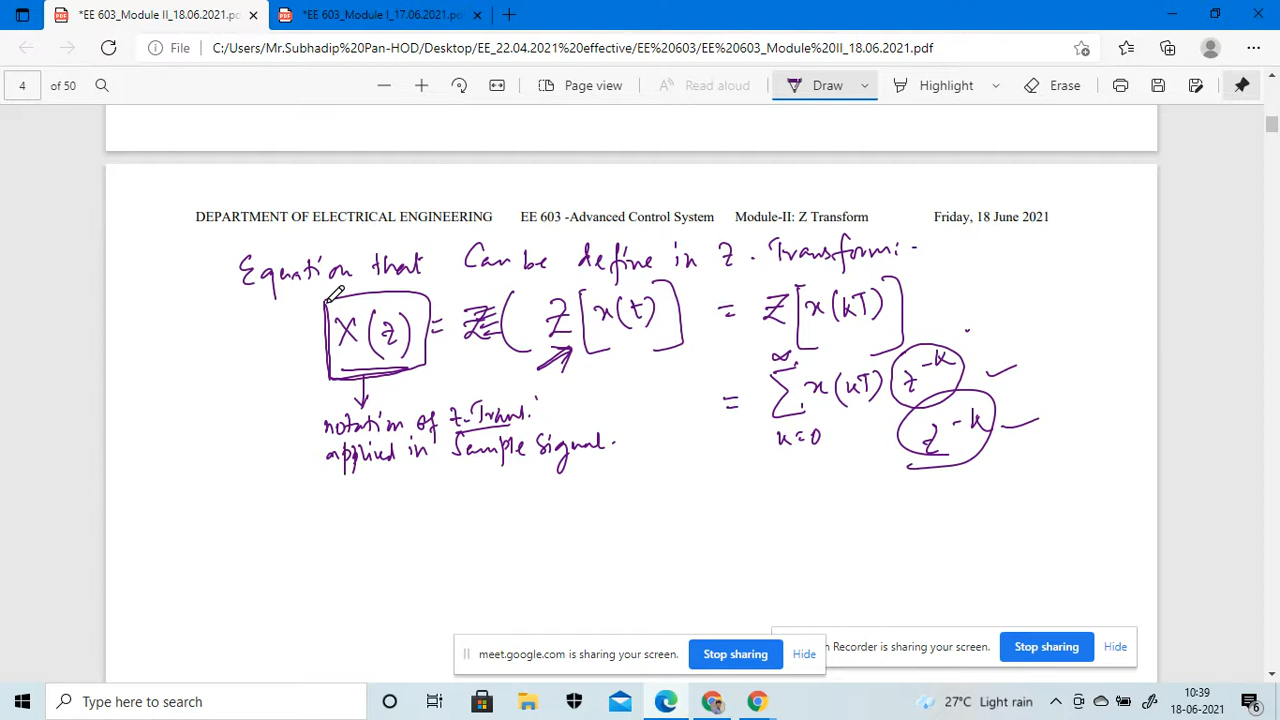 *EE 603_Module II_18.06.2021.pd
*EE 603_Module I_17.06.2021.pd
File
C:/Users/Mr.Subhadip%20Pan-HOD/Desktop/EE_22.04.2021%20effective/EE%20603/EE%20603_Module%20II_18.06.2021.pdf
4 of 50
Page view
Read aloud
Draw
Highlight
Erase
DEPARTMENT OF ELECTRICAL ENGINEERING EE 603 -Advanced Control System Module-II: Z Transform Friday, 18 June 2021
Equation that Can be define in Z. Transform:-
X(z) = ( Z[x(t)] = Z[x(kT)]
= ∞ Σ k=0 x(kT) z^-k ✓
z^-k ✓
notation of z-Trans.
applied in Sample Signal.
meet.google.com is sharing your screen. Stop sharing Hide
n Recorder is sharing your screen. Stop sharing Hide
Type here to search
27°C Light rain
10:39
18-06-2021
6